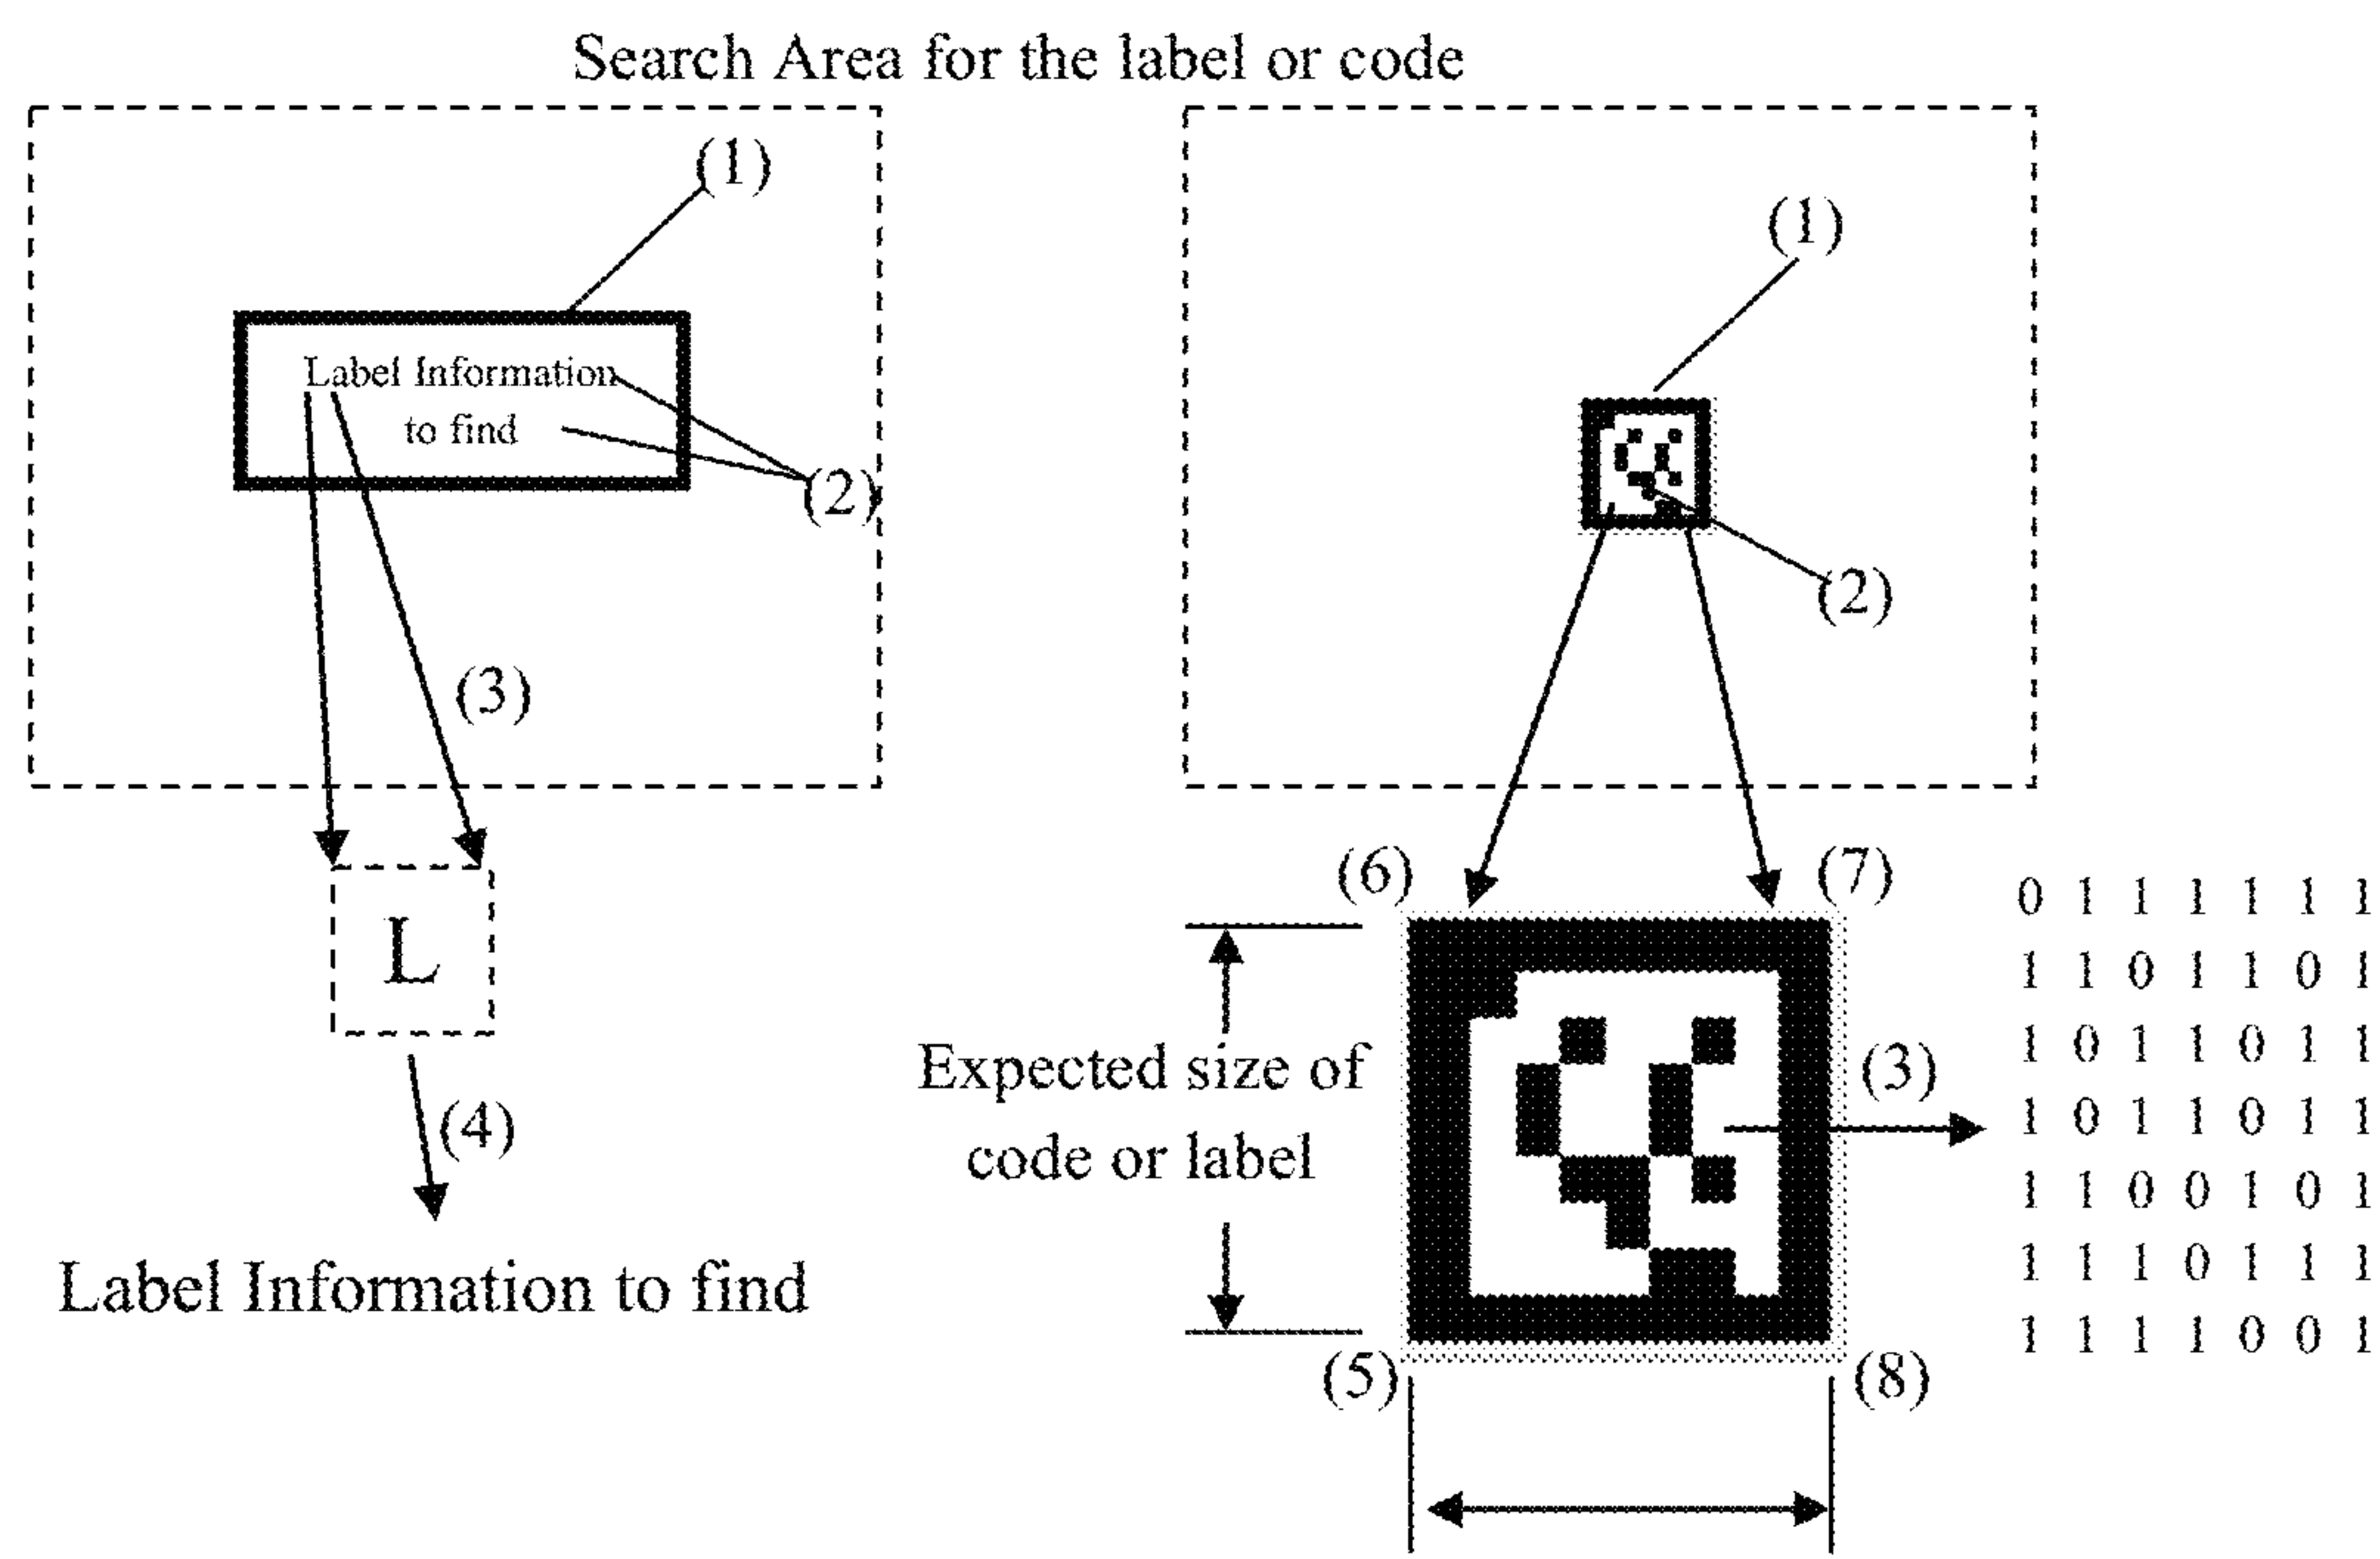 Search Area for the label or code
(1)
Label Information
to find
(2)
(3)
L
(4)
Label Information to find
(1)
(2)
(6)
(7)
Expected size of
code or label
(3)
(5)
(8)
0 1 1 1 1 1 1
1 1 0 1 1 0 1
1 0 1 1 0 1 1
1 0 1 1 0 1 1
1 1 0 0 1 0 1
1 1 1 0 1 1 1
1 1 1 1 0 0 1